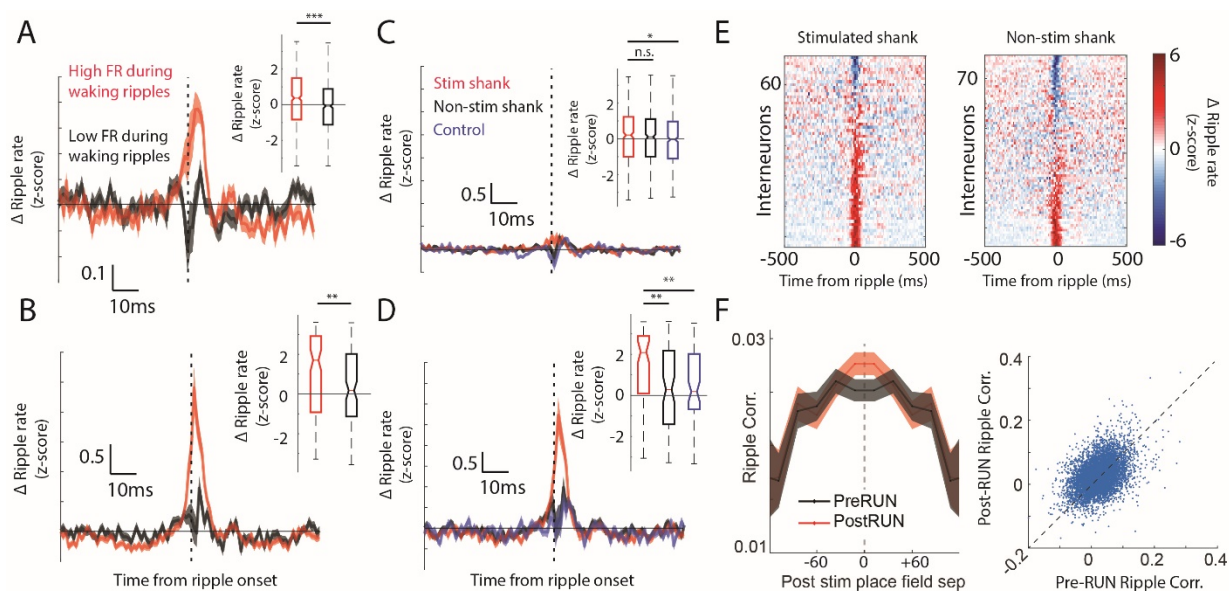 A
High FR during
waking ripples
Low FR during
waking ripples
Δ Ripple rate
(z-score)
0.1
10ms
***
Δ Ripple rate
(z-score)
2
0
-2
B
Δ Ripple rate
(z-score)
0.5
10ms
Time from ripple onset
**
Δ Ripple rate
(z-score)
2
0
-2
C
Stim shank
Non-stim shank
Control
Δ Ripple rate
(z-score)
0.5
10ms
*
n.s.
Δ Ripple rate
(z-score)
2
0
-2
D
Δ Ripple rate
(z-score)
0.5
10ms
Time from ripple onset
**
**
Δ Ripple rate
(z-score)
2
0
-2
E
Stimulated shank
60
Interneurons
-500
0
500
Time from ripple (ms)
Non-stim shank
70
Interneurons
-500
0
500
Time from ripple (ms)
6
0
-6
Δ Ripple rate
(z-score)
F
0.03
Ripple Corr.
0.01
PreRUN
PostRUN
-60
0
+60
Post stim place field sep
Post-RUN Ripple Corr.
0.4
0.2
0
-0.2
0
0.2
0.4
Pre-RUN Ripple Corr.